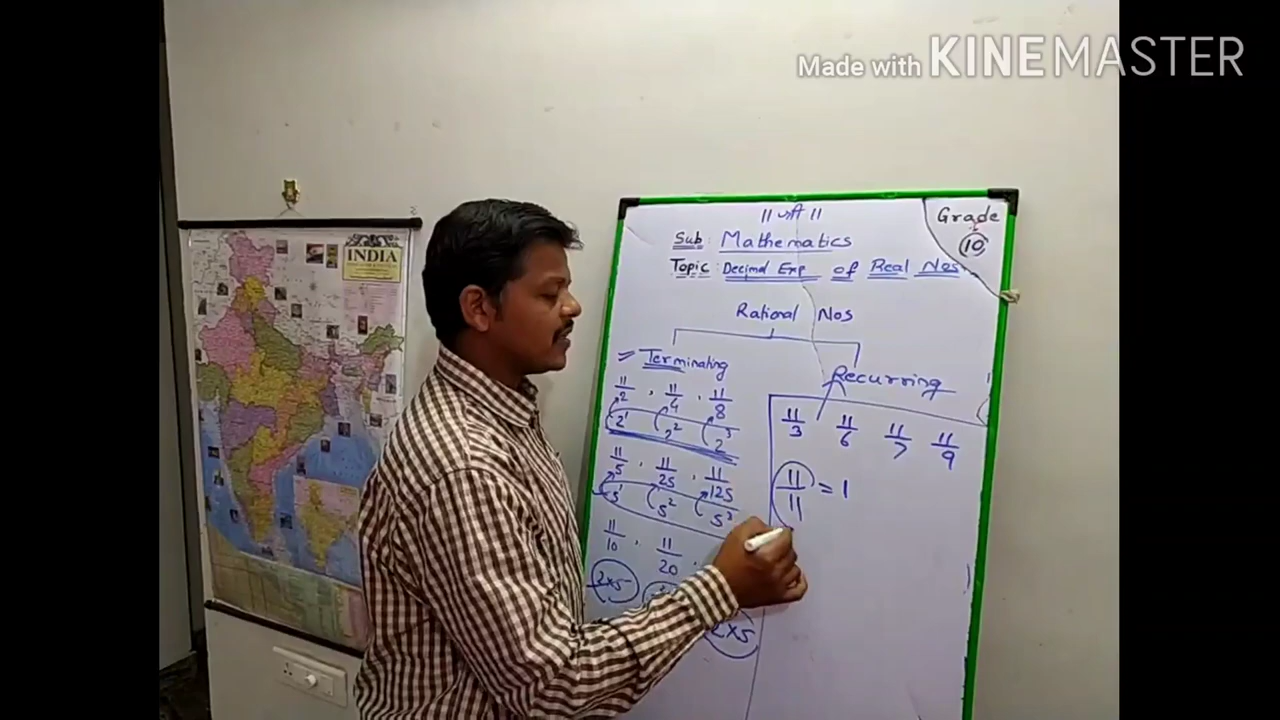 Made with KINEMASTER
Grade
10
Sub : Mathematics
Topic: Decimal Exp of Real Nos
INDIA
Rational Nos
Terminating
Recurring
11/2 , 11/4 , 11/8
2¹ 2² 2³
11/5 , 11/25 , 11/125
5¹ 5² 5³
11/10 , 11/20 ,
2×5
2×5
11/3 11/6 11/7 11/9
11/11 = 1